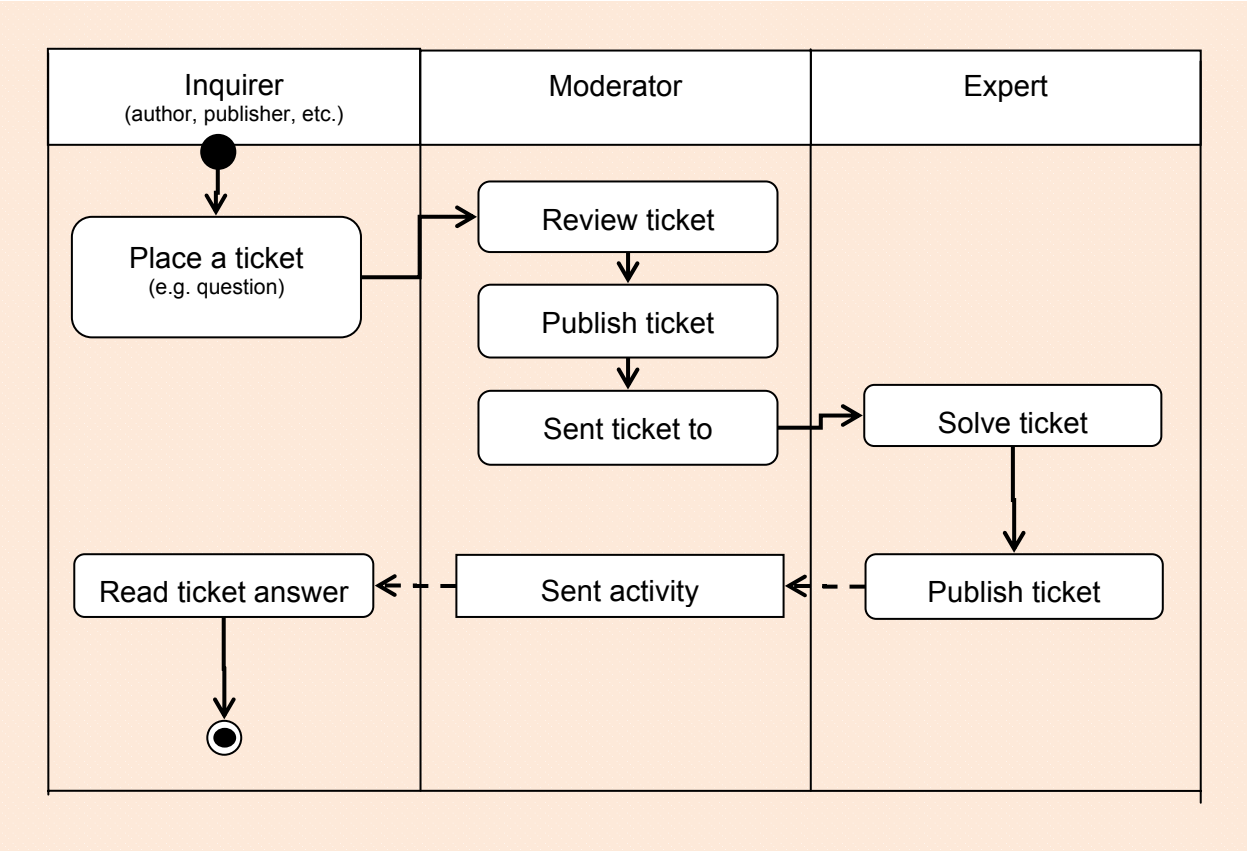 Inquirer
(author, publisher, etc.)
Moderator
Expert
Place a ticket
(e.g. question)
Review ticket
Publish ticket
Sent ticket to
Solve ticket
Read ticket answer
Sent activity
Publish ticket